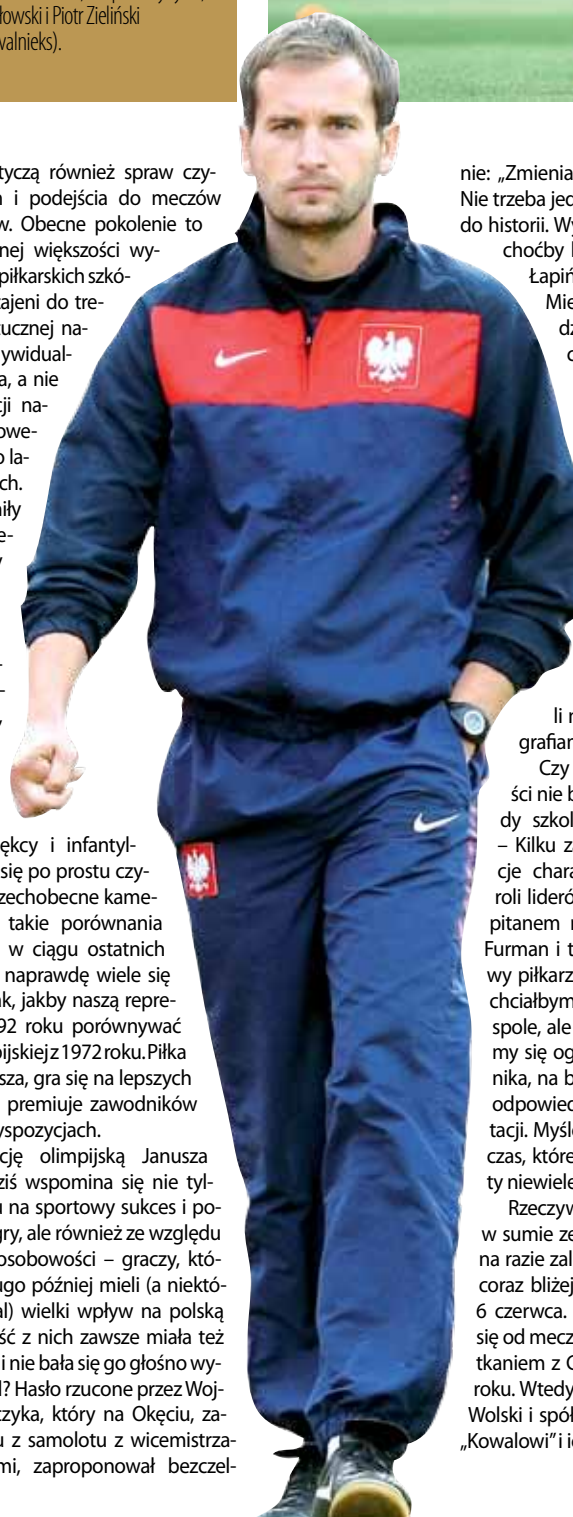 łowski i Piotr Zieliński
walnieks).
tyczą również spraw czy-
i podejścia do meczów
w. Obecne pokolenie to
nej większości wy-
piłkarskich szkó-
zajeni do tre-
tucznej na-
ywidual-
a, a nie
ji na-
owe-
o la-
ch.
niły
e-
ękcy i infantyl-
się po prostu czy-
zechobecne kame-
takie porównania
w ciągu ostatnich
naprawdę wiele się
ak, jakby naszą repre-
92 roku porównywać
pijskiej z 1972 roku. Piłka
sza, gra się na lepszych
premiuje zawodników
yspozycjach.
cję olimpijską Janusza
ziś wspomina się nie tyl-
u na sportowy sukces i po-
gry, ale również ze względu
osobowości – graczy, któ-
ugo później mieli (a niektó-
al) wielki wpływ na polską
ść z nich zawsze miała też
i nie bała się go głośno wy-
d? Hasło rzucone przez Woj-
czyka, który na Okęciu, za-
u z samolotu z wicemistrza-
mi, zaproponował bezczel-
nie: „Zmienia
Nie trzeba jed
do historii. Wy
choćby
Łapiń
Mie
dz
li r
grafian
Czy
ści nie b
dy szkol
– Kilku z
cje chara
roli lideró
pitanem r
Furman i t
wy piłkarz
chciałbym
spole, ale
my się og
nika, na b
odpowied
tacji. Myśl
czas, które
ty niewiele
Rzeczyw
w sumie ze
na razie zal
coraz bliżej
6 czerwca.
się od mecz
tkaniem z C
roku. Wtedy
Wolski i spół
„Kowalowi” i i